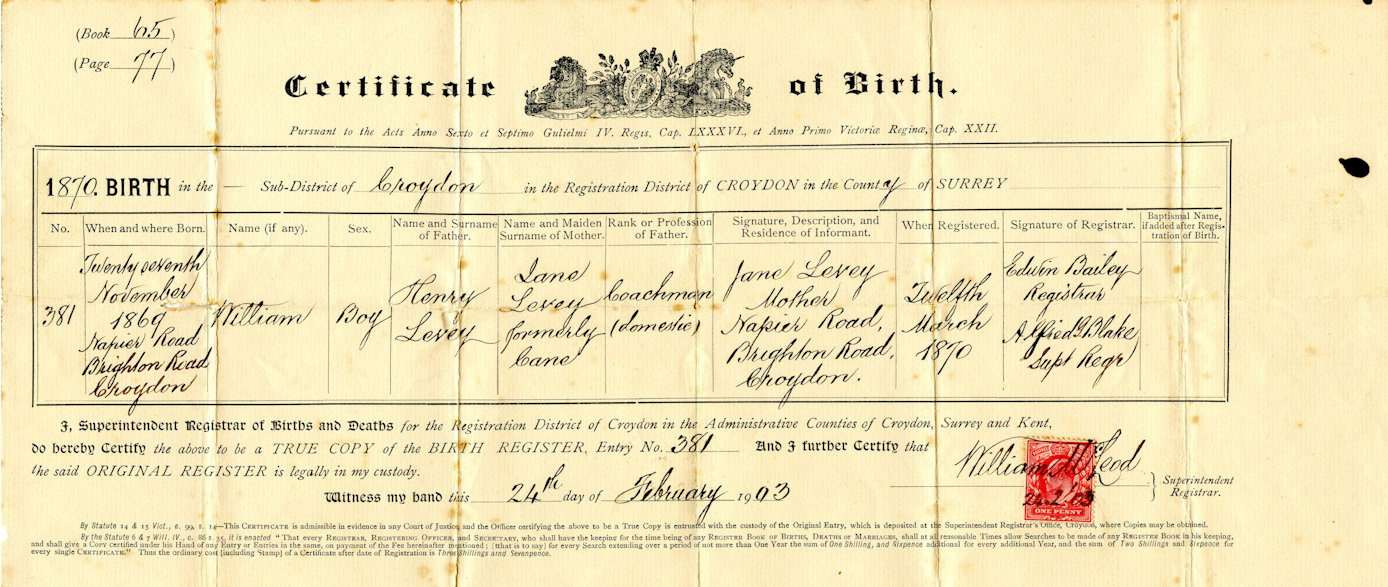 (Book 65)
(Page 77)
Certificate of Birth.
Pursuant to the Acts Anno Sexto et Septimo Gulielmi IV. Regis, Cap. LXXXVI., et Anno Primo Victoriæ Reginæ, Cap. XXII.
1870. BIRTH in the — Sub-District of Croydon in the Registration District of CROYDON in the County of SURREY
No.
When and where Born.
Name (if any).
Sex.
Name and Surname
of Father.
Name and Maiden
Surname of Mother.
Rank or Profession
of Father.
Signature, Description, and
Residence of Informant.
When Registered.
Signature of Registrar.
Baptismal Name,
if added after Regis-
tration of Birth.
381
Twenty seventh
November
1869
Napier Road
Brighton Road
Croydon
William
Boy
Henry
Levey
Jane
Levey
formerly
Cane
Coachman
(domestic)
Jane Levey
Mother
Napier Road,
Brighton Road,
Croydon.
Twelfth
March
1870
Edwin Bailey
Registrar
Alfred G. Blake
Supt Regr
I, Superintendent Registrar of Births and Deaths for the Registration District of Croydon in the Administrative Counties of Croydon, Surrey and Kent,
do hereby Certify the above to be a TRUE COPY of the BIRTH REGISTER, Entry No. 381 And I further Certify that
the said ORIGINAL REGISTER is legally in my custody.
Witness my hand this 24th day of February 1903
William McLeod
24.2.03
ONE PENNY
Superintendent
Registrar.
By Statute 14 & 15 Vict., c. 99, s. 14—This CERTIFICATE is admissible in evidence in any Court of Justice, and the Officer certifying the above to be a True Copy is entrusted with the custody of the Original Entry, which is deposited at the Superintendent Registrar's Office, Croydon, where Copies may be obtained.
By the Statute 6 & 7 Will. IV., c. 86 s. 35, it is enacted "That every REGISTRAR, REGISTERING OFFICER, and SECRETARY, who shall have the keeping for the time being of any REGISTER BOOK OF BIRTHS, DEATHS OR MARRIAGES, shall at all reasonable Times allow Searches to be made of any REGISTER BOOK in his keeping,
and shall give a Copy certified under his Hand of any Entry or Entries in the same, on payment of the Fee hereinafter mentioned; (that is to say) for every Search extending over a period of not more than One Year the sum of One Shilling, and Sixpence additional for every additional Year, and the sum of Two Shillings and Sixpence for
every single CERTIFICATE." Thus the ordinary cost (including Stamp) of a Certificate after date of Registration is Three Shillings and Sevenpence.